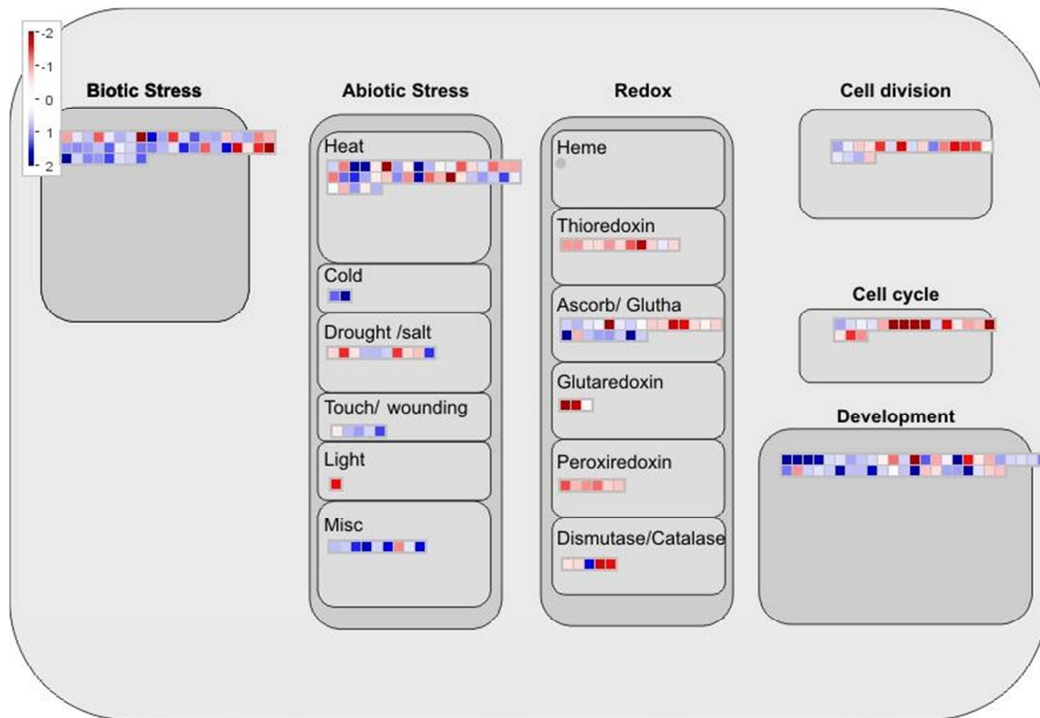 -2
-1
0
1
2
Biotic Stress
Abiotic Stress
Redox
Cell division
Heat
Cold
Drought /salt
Touch/ wounding
Light
Misc
Heme
Thioredoxin
Ascorb/ Glutha
Glutaredoxin
Peroxiredoxin
Dismutase/Catalase
Cell cycle
Development